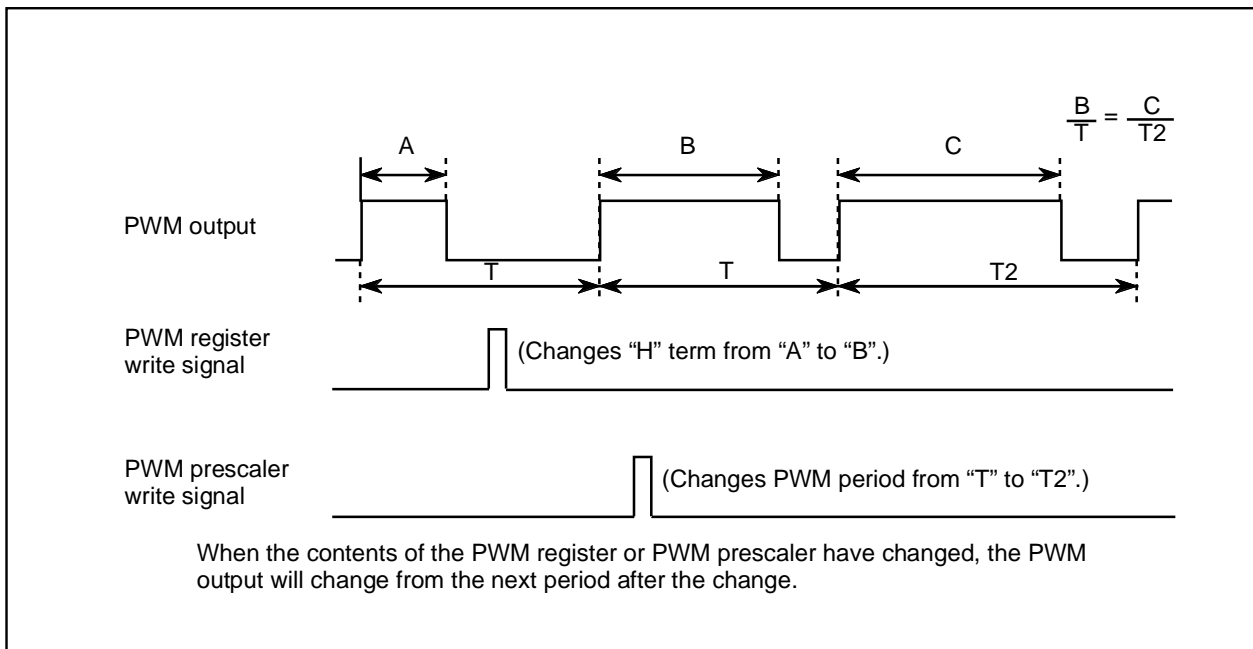 B
T
=
C
T2
A
B
C
PWM output
T
T
T2
PWM register
write signal
(Changes “H” term from “A” to “B”.)
PWM prescaler
write signal
(Changes PWM period from “T” to “T2”.)
When the contents of the PWM register or PWM prescaler have changed, the PWM
output will change from the next period after the change.